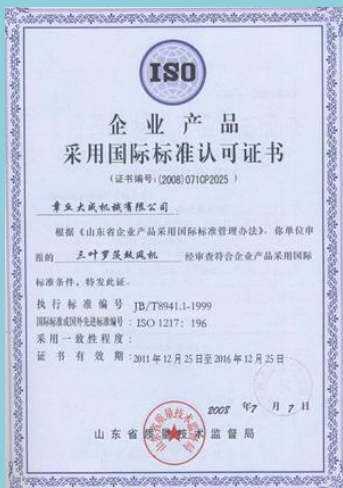 ISO
企业产品
采用国际标准认可证书
(证书编号:(2008)071CP2025 )
章丘大成机械有限公司
根据《山东省企业产品采用国际标准管理办法》，你单位申
报的 三叶罗茨鼓风机 经审查符合企业产品采用国际
标准条件，特发此证。
执行标准编号 JB/T8941.1-1999
国际标准或国外先进标准编号：ISO 1217：196
采用一致性程度：
证书有效期：2011年12月25日至2016年12月25日
2008 年7 月 7 日
山东省质量技术监督局